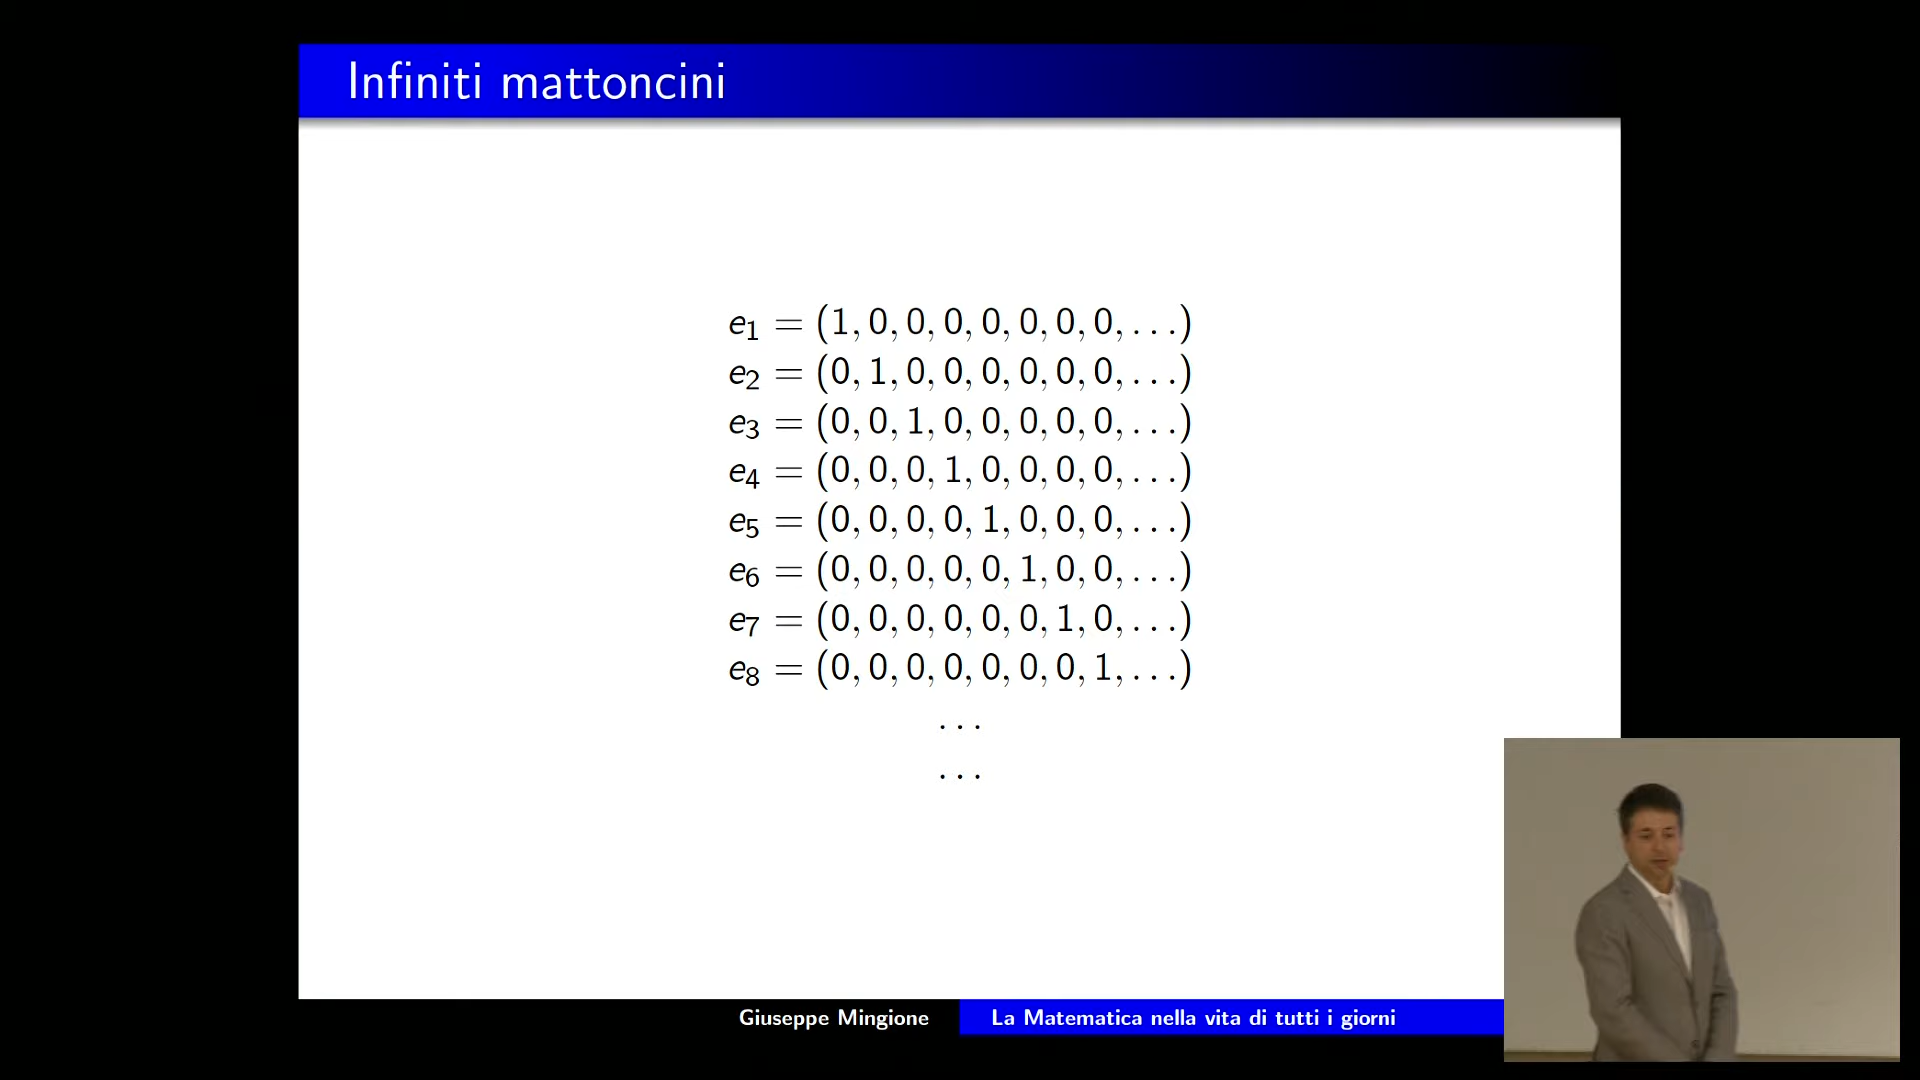 Infiniti mattoncini
e₁ = (1, 0, 0, 0, 0, 0, 0, 0, . . .)
e₂ = (0, 1, 0, 0, 0, 0, 0, 0, . . .)
e₃ = (0, 0, 1, 0, 0, 0, 0, 0, . . .)
e₄ = (0, 0, 0, 1, 0, 0, 0, 0, . . .)
e₅ = (0, 0, 0, 0, 1, 0, 0, 0, . . .)
e₆ = (0, 0, 0, 0, 0, 1, 0, 0, . . .)
e₇ = (0, 0, 0, 0, 0, 0, 1, 0, . . .)
e₈ = (0, 0, 0, 0, 0, 0, 0, 1, . . .)
. . .
. . .
Giuseppe Mingione La Matematica nella vita di tutti i giorni